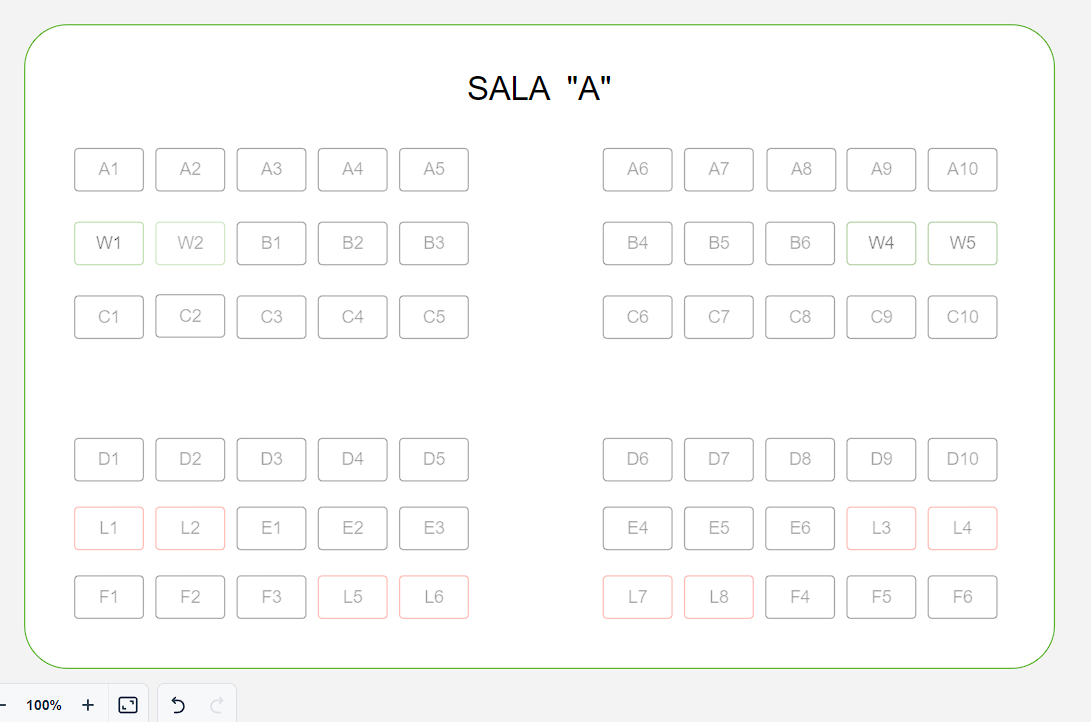 SALA "A"
A1 A2 A3 A4 A5 A6 A7 A8 A9 A10
W1 W2 B1 B2 B3 B4 B5 B6 W4 W5
C1 C2 C3 C4 C5 C6 C7 C8 C9 C10
D1 D2 D3 D4 D5 D6 D7 D8 D9 D10
L1 L2 E1 E2 E3 E4 E5 E6 L3 L4
F1 F2 F3 L5 L6 L7 L8 F4 F5 F6
100%